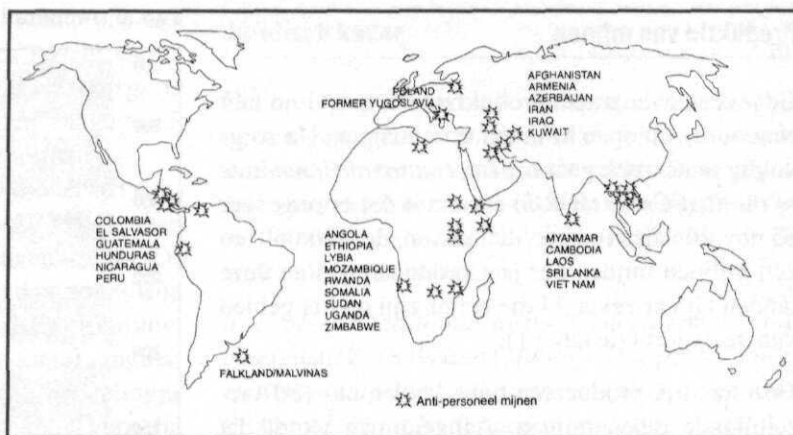 POLAND
FORMER YUGOSLAVIA
AFGHANISTAN
ARMENIA
AZERBAIJAN
IRAN
IRAQ
KUWAIT
COLOMBIA
EL SALVASOR
GUATEMALA
HUNDURAS
NICARAGUA
PERU
ANGOLA
ETHIOPIA
LYBIA
MOZAMBIQUE
RWANDA
SOMALIA
SUDAN
UGANDA
ZIMBABWE
MYANMAR
CAMBODIA
LAOS
SRI LANKA
VIET NAM
FALKLAND/MALVINAS
Anti-personeel mijnen